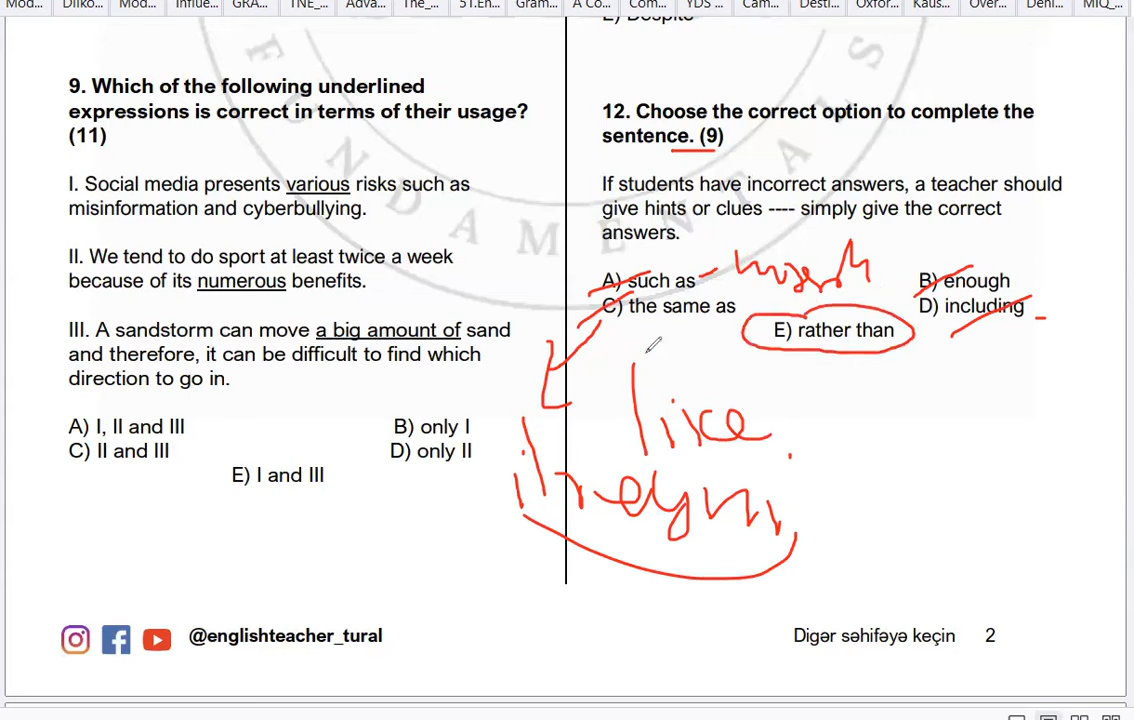 Mod... Dilko... Mod... Influe... GRA... TNE_... Adva... The_... 51.En... Gram... A Co... Com... YDS ... Cam... Desti... Oxfor... Kaus... Over... Deni... MIQ_...
9. Which of the following underlined
expressions is correct in terms of their usage?
(11)
I. Social media presents various risks such as
misinformation and cyberbullying.
II. We tend to do sport at least twice a week
because of its numerous benefits.
III. A sandstorm can move a big amount of sand
and therefore, it can be difficult to find which
direction to go in.
A) I, II and III B) only I
C) II and III D) only II
E) I and III
E) Despite
12. Choose the correct option to complete the
sentence. (9)
If students have incorrect answers, a teacher should
give hints or clues ---- simply give the correct
answers.
A) such as B) enough
C) the same as D) including
E) rather than
like
@englishteacher_tural
Digər səhifəyə keçin 2
FUNDAMENTALS